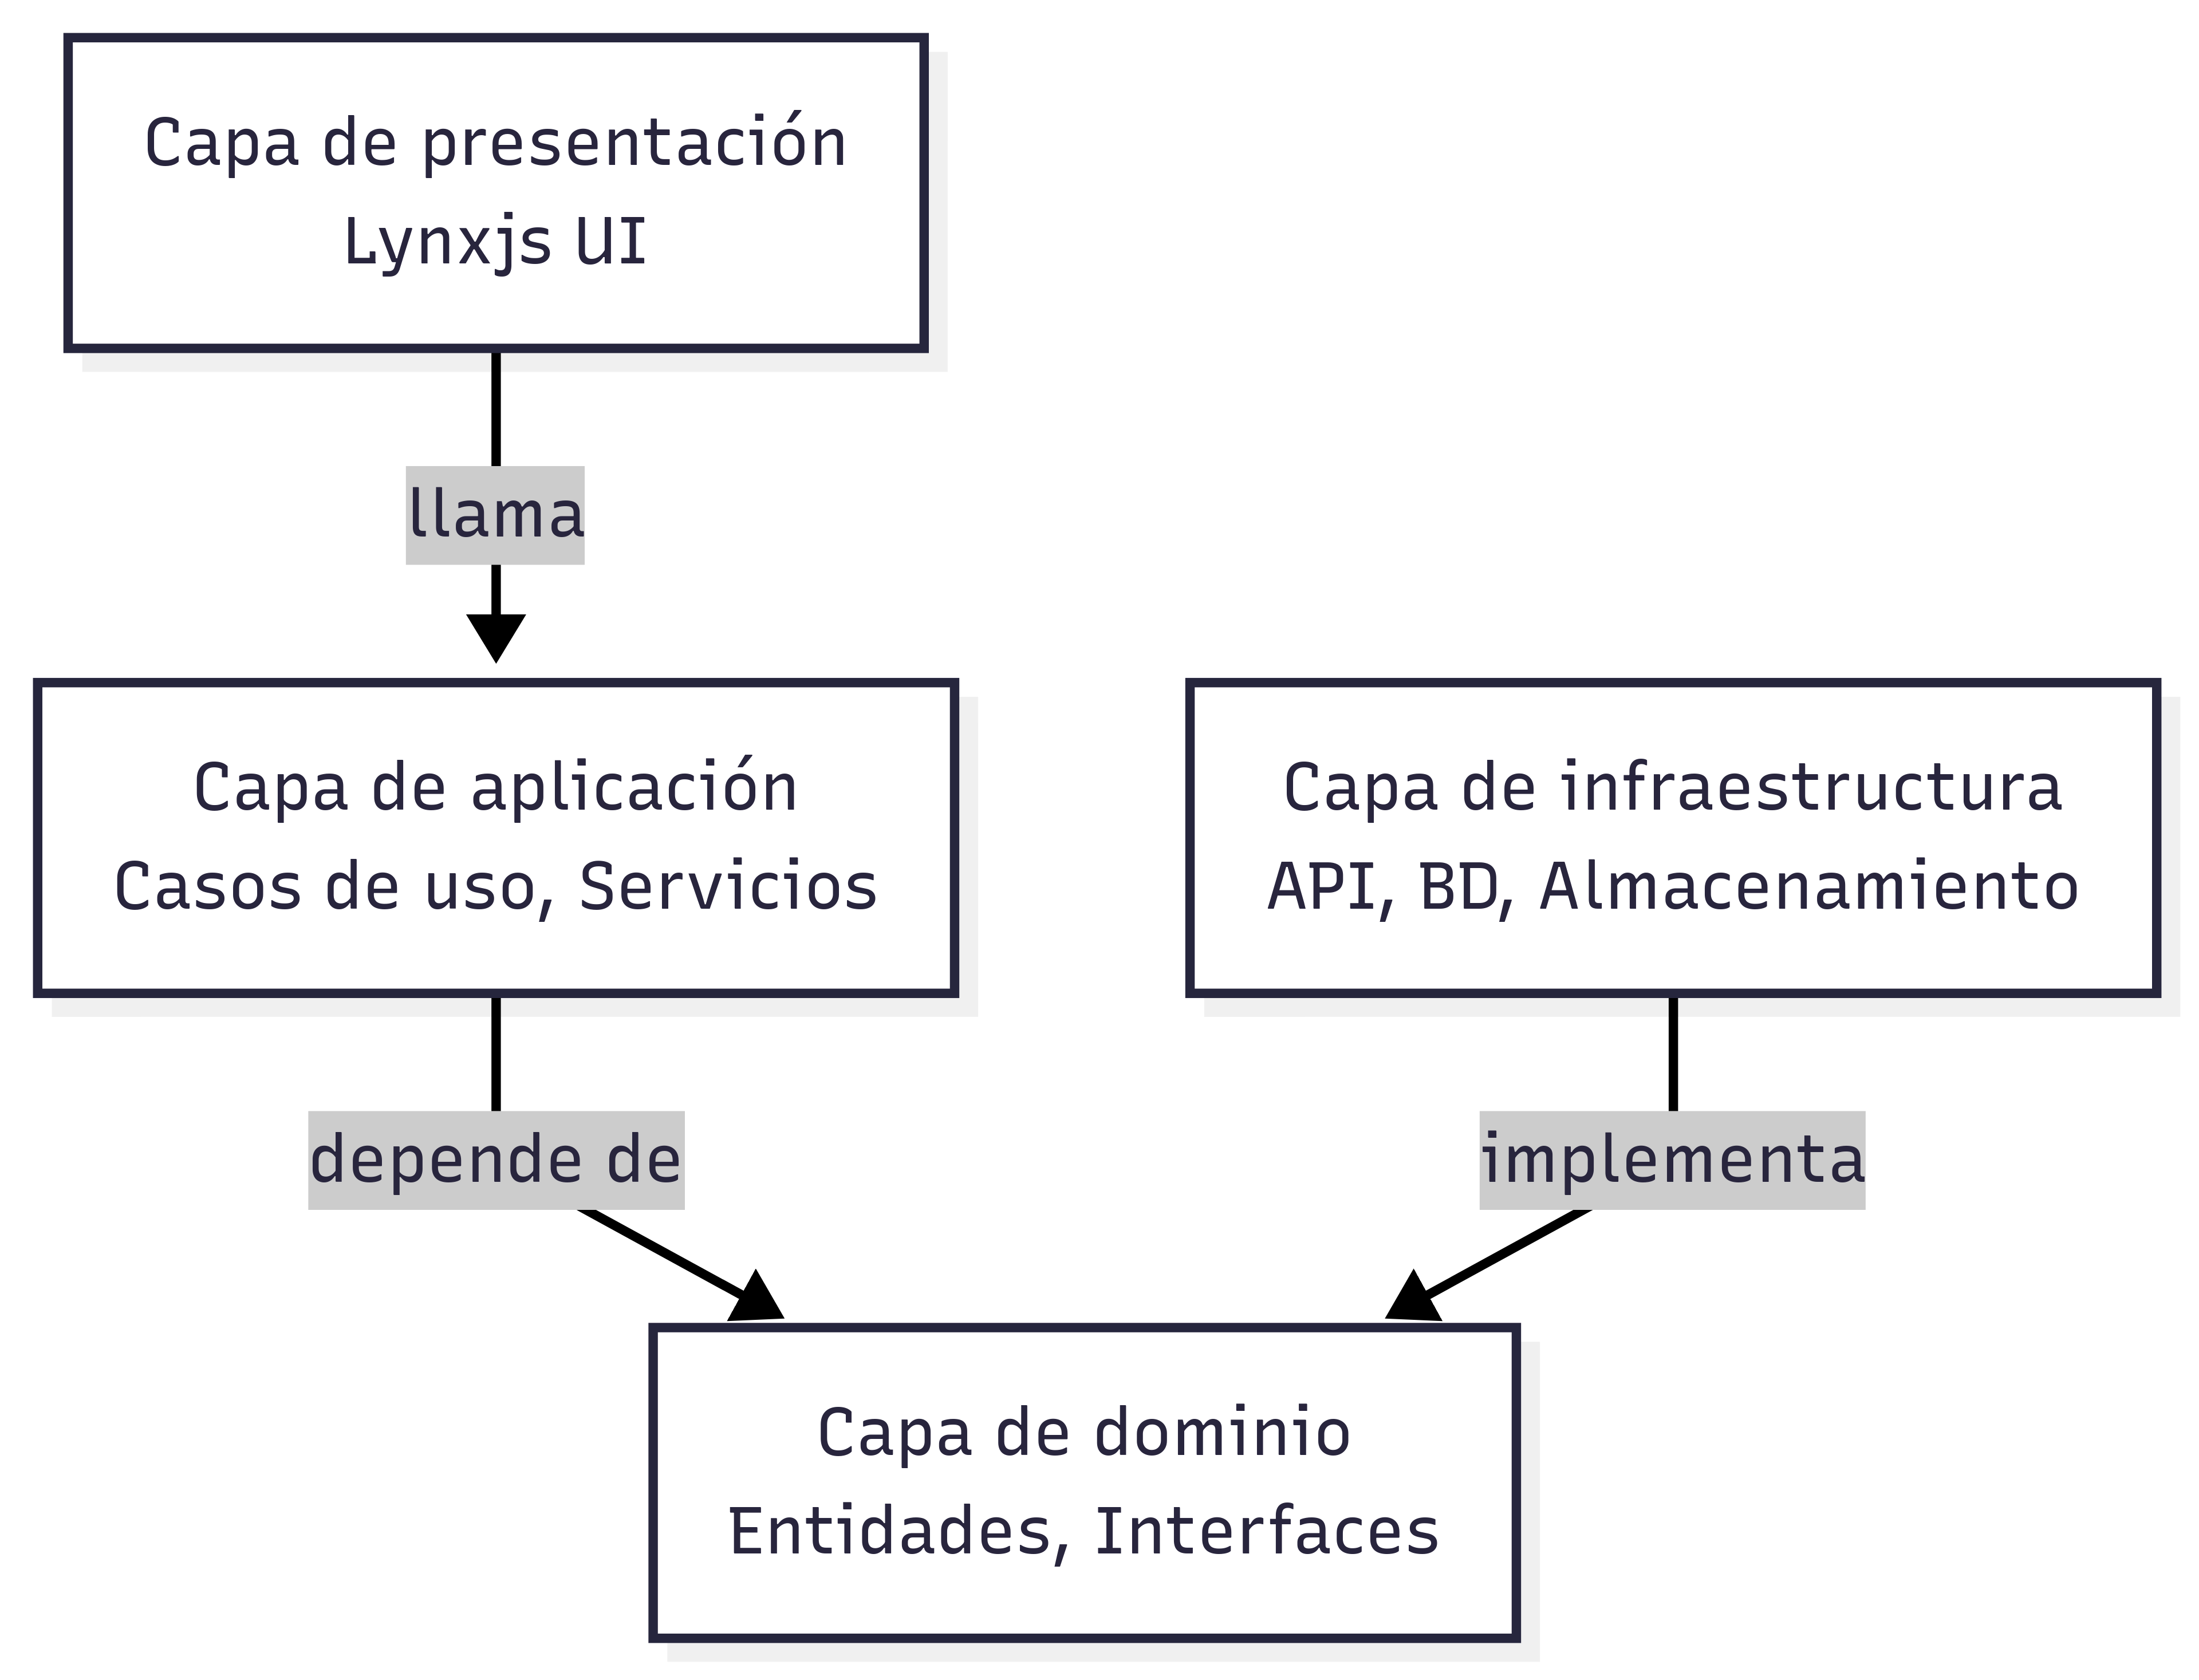 Capa de presentación
Lynxjs UI
llama
Capa de aplicación
Casos de uso, Servicios
Capa de infraestructura
API, BD, Almacenamiento
depende de
implementa
Capa de dominio
Entidades, Interfaces